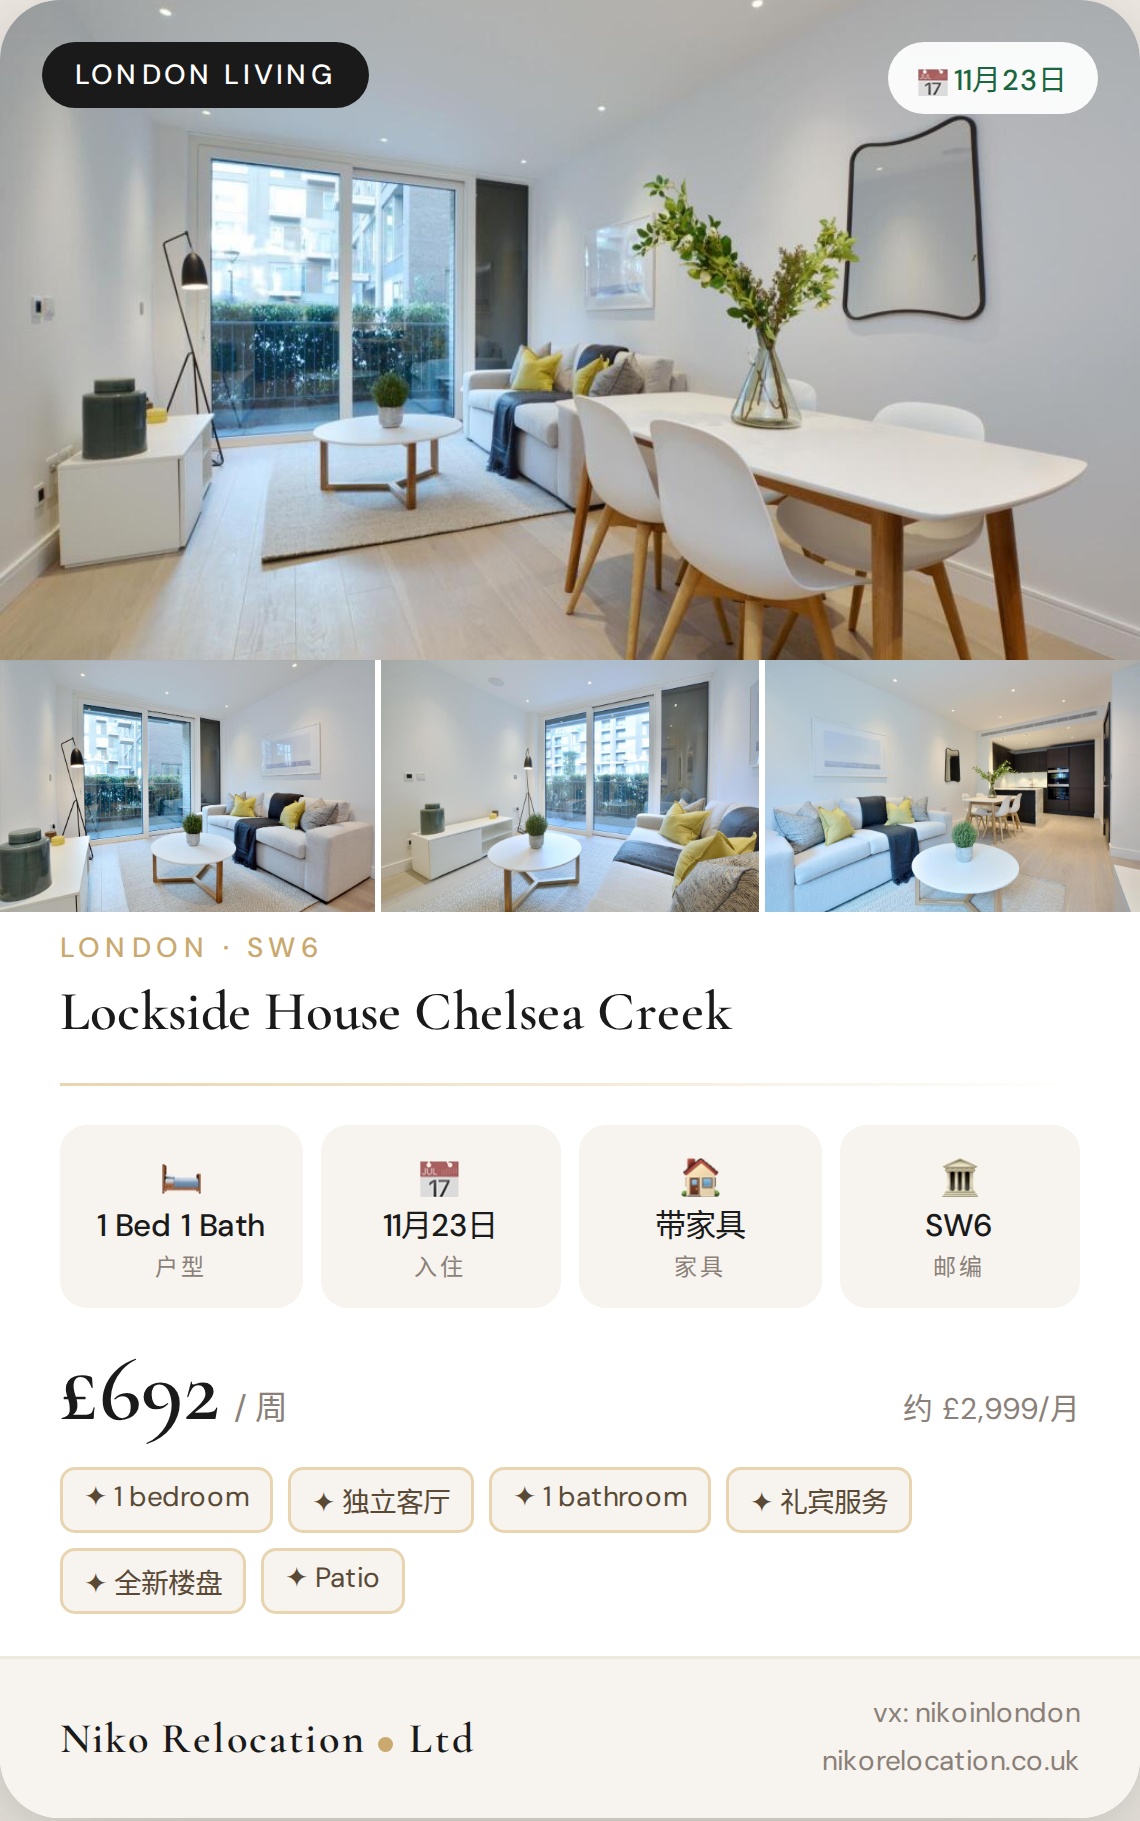 LONDON LIVING
📅 11月23日
LONDON · SW6
Lockside House Chelsea Creek
1 Bed 1 Bath
户型
11月23日
入住
带家具
家具
SW6
邮编
£692 / 周
约 £2,999/月
✦ 1 bedroom
✦ 独立客厅
✦ 1 bathroom
✦ 礼宾服务
✦ 全新楼盘
✦ Patio
Niko Relocation • Ltd
vx: nikoinlondon
nikorelocation.co.uk